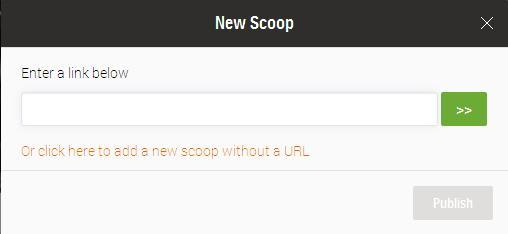 New Scoop
Enter a link below
>>
Or click here to add a new scoop without a URL
Publish